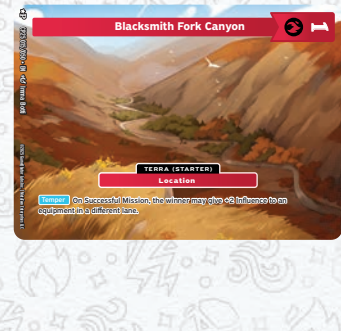 Blacksmith Fork Canyon
TERRA (STARTER)
Location
Temper On Successful Mission, the winner may give +2 Influence to an
equipment in a different lane.